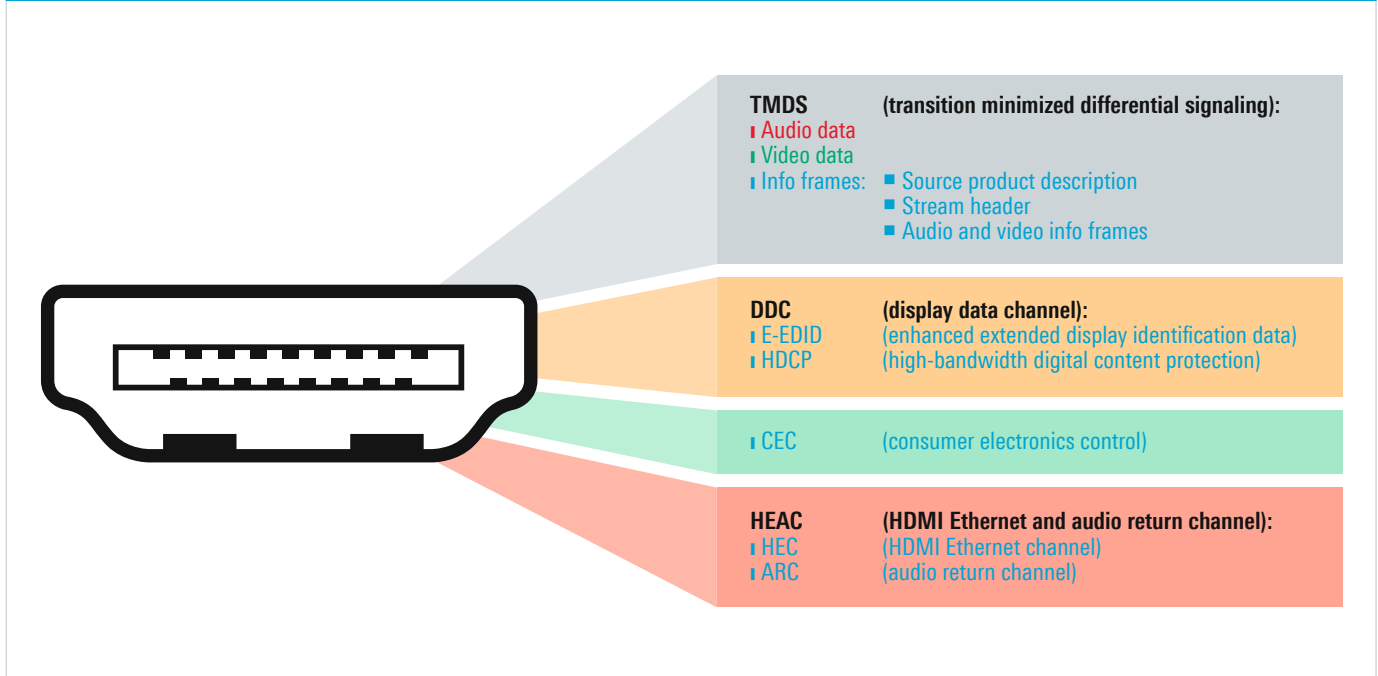 TMDS (transition minimized differential signaling):
Audio data
Video data
Info frames: ■ Source product description
■ Stream header
■ Audio and video info frames
DDC (display data channel):
E-EDID (enhanced extended display identification data)
HDCP (high-bandwidth digital content protection)
CEC (consumer electronics control)
HEAC (HDMI Ethernet and audio return channel):
HEC (HDMI Ethernet channel)
ARC (audio return channel)